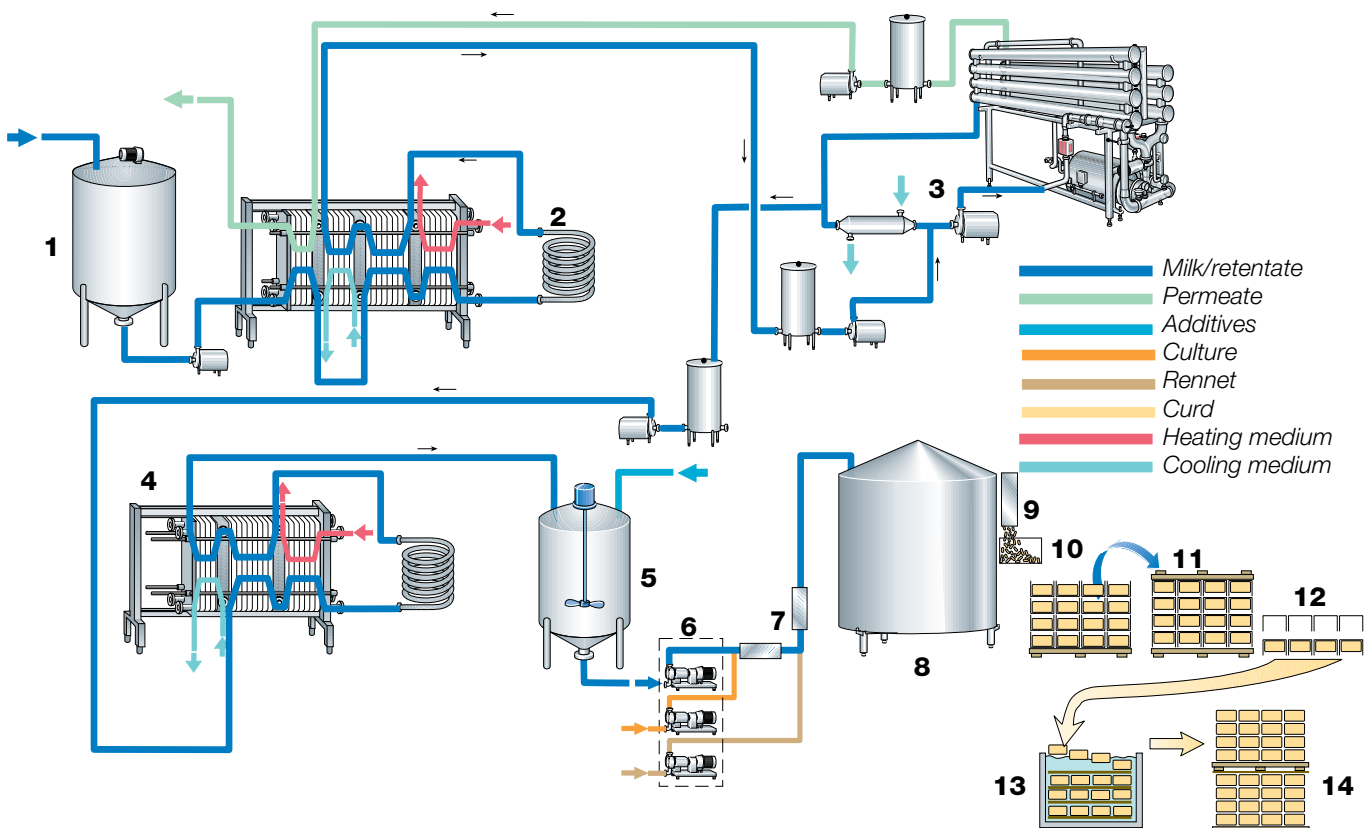 1
2
3
Milk/retentate
Permeate
Additives
Culture
Rennet
Curd
Heating medium
Cooling medium
4
5
6
7
8
9
10
11
12
13
14